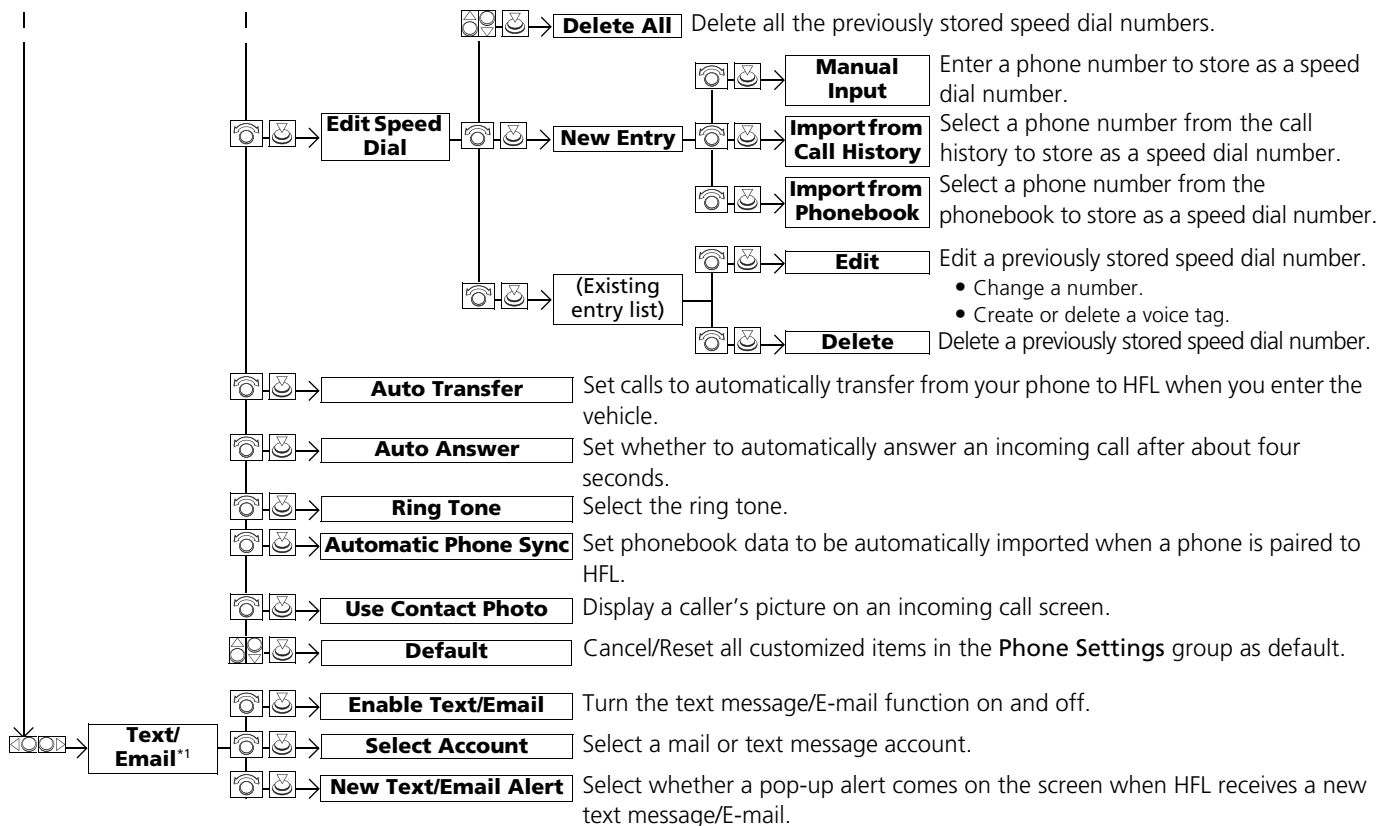 Delete All Delete all the previously stored speed dial numbers.
Manual Input Enter a phone number to store as a speed
dial number.
Edit Speed Dial
New Entry
Import from Call History Select a phone number from the call
history to store as a speed dial number.
Import from Phonebook Select a phone number from the
phonebook to store as a speed dial number.
(Existing entry list)
Edit Edit a previously stored speed dial number.
• Change a number.
• Create or delete a voice tag.
Delete Delete a previously stored speed dial number.
Auto Transfer Set calls to automatically transfer from your phone to HFL when you enter the
vehicle.
Auto Answer Set whether to automatically answer an incoming call after about four
seconds.
Ring Tone Select the ring tone.
Automatic Phone Sync Set phonebook data to be automatically imported when a phone is paired to
HFL.
Use Contact Photo Display a caller's picture on an incoming call screen.
Default Cancel/Reset all customized items in the Phone Settings group as default.
Text/
Email*1
Enable Text/Email Turn the text message/E-mail function on and off.
Select Account Select a mail or text message account.
New Text/Email Alert Select whether a pop-up alert comes on the screen when HFL receives a new
text message/E-mail.